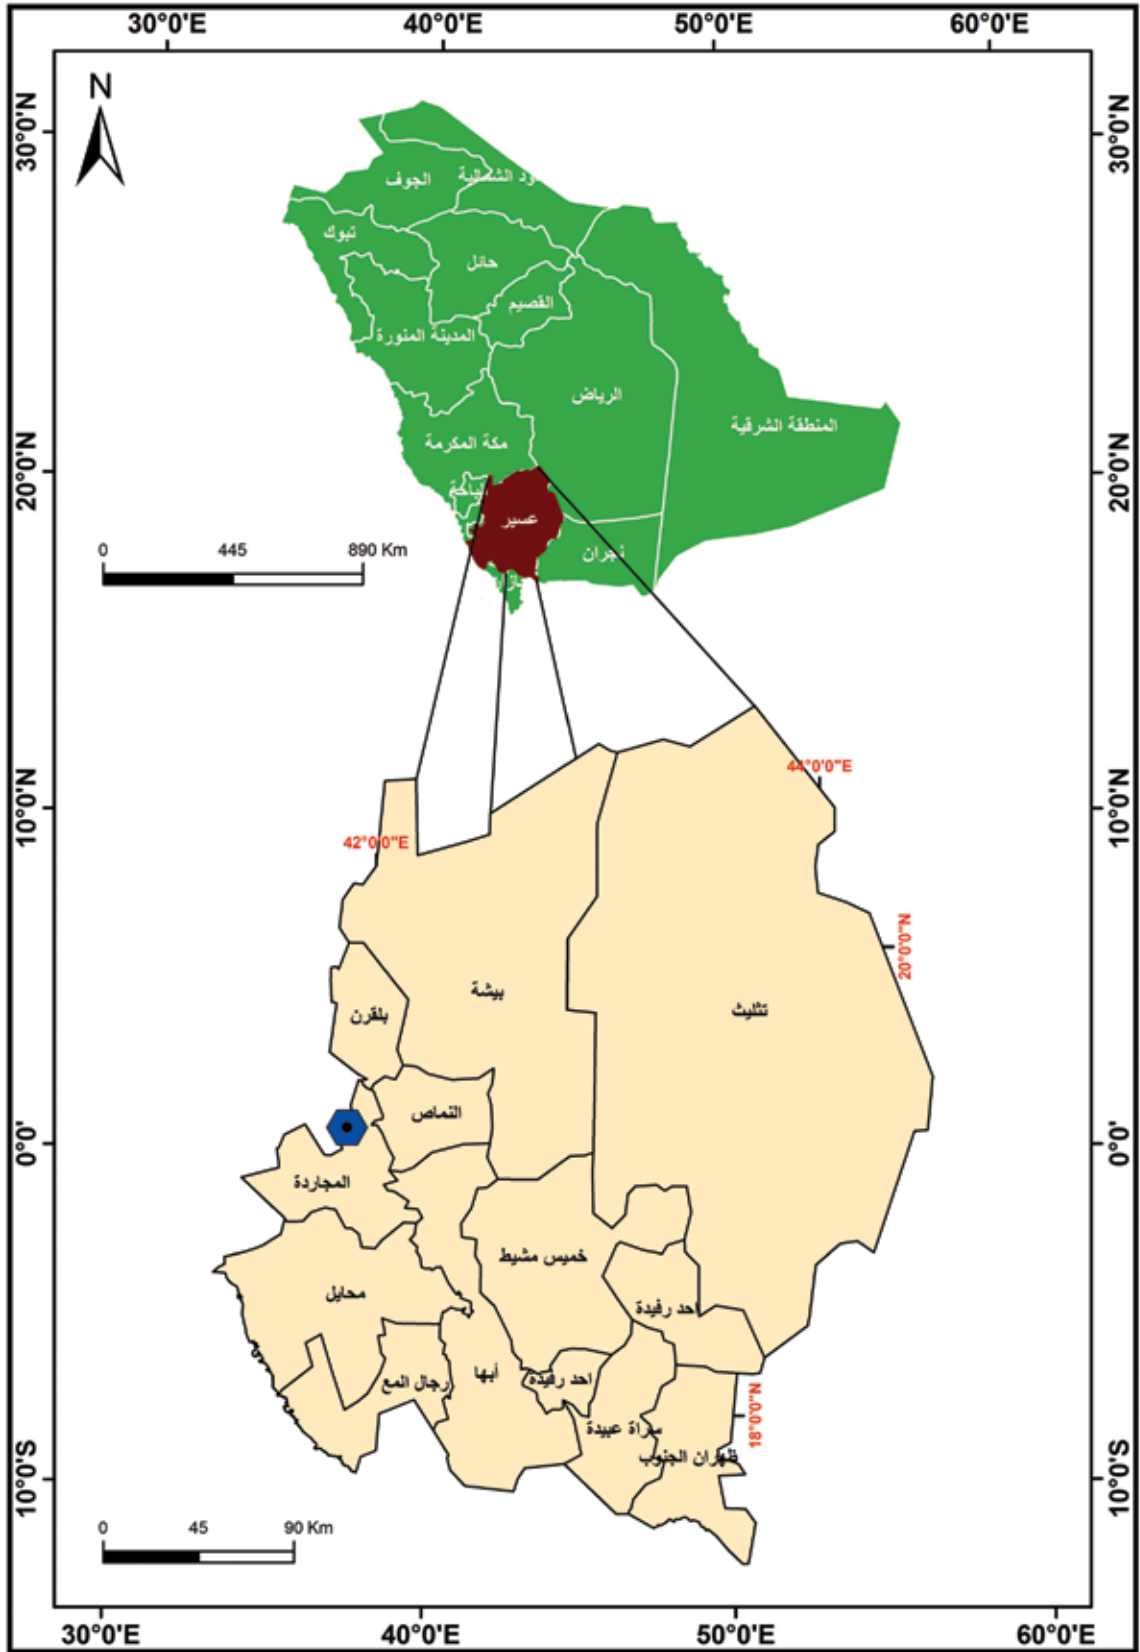 30°0'E 40°0'E 50°0'E 60°0'E
N
30°0'N 30°0'N
الجوف
ود الشمالية
تبوك
حائل
القصيم
المدينة المنورة
الرياض
المنطقة الشرقية
مكة المكرمة
20°0'N 20°0'N
عسير
نجران
0 445 890 Km
44°0'0"E
10°0'N 10°0'N
42°0'0"E
20°0'0"N
بيشة
تثليث
بلقرن
النماص
0°0' 0°0'
المجاردة
خميس مشيط
محايل
احد رفيدة
أبها
احد رفيدة
رجال المع
18°0'0"N
سراة عبيدة
ظهران الجنوب
10°0'S 10°0'S
0 45 90 Km
30°0'E 40°0'E 50°0'E 60°0'E